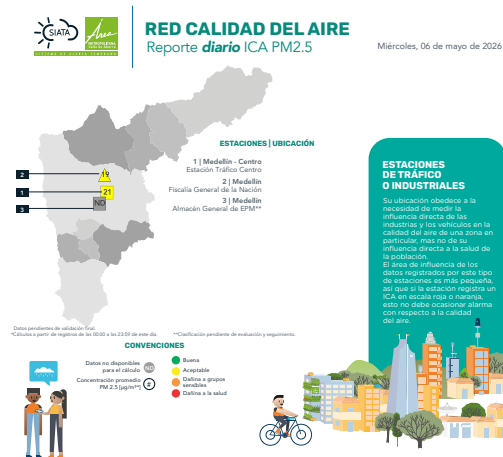 SIATA
Área
METROPOLITANA
Valle de Aburrá
SISTEMA DE ALERTA TEMPRANA
RED CALIDAD DEL AIRE
Reporte diario ICA PM2.5
Miércoles, 06 de mayo de 2026
ESTACIONES | UBICACIÓN
1 | Medellín - Centro
Estación Tráfico Centro
2 | Medellín
Fiscalía General de la Nación
3 | Medellín
Almacén General de EPM**
2
19
1
21
3
ND
ESTACIONES
DE TRÁFICO
O INDUSTRIALES
Su ubicación obedece a la
necesidad de medir la
influencia directa de las
industrias y los vehículos en la
calidad del aire de una zona en
particular, mas no de su
influencia directa a la salud de
la población.
El área de influencia de los
datos registrados por este tipo
de estaciones es más pequeña,
así que si la estación registra un
ICA en escala roja o naranja,
esto no debe ocasionar alarma
con respecto a la calidad
del aire.
Datos pendientes de validación final.
*Cálculos a partir de registros de las 00:00 a las 23:59 de este día.
**Clasificación pendiente de evaluación y seguimiento.
CONVENCIONES
Datos no disponibles
para el cálculo
ND
Concentración promedio
PM 2.5 (µg/m³*)
#
Buena
Aceptable
Dañina a grupos
sensibles
Dañina a la salud